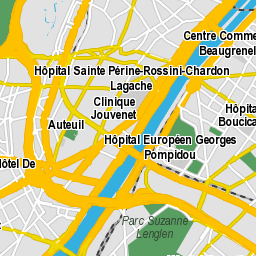 Centre Comme
Beaugrenel
Hôpital Sainte Périne-Rossini-Chardon
Lagache
Clinique
Jouvenet
Hôpita
Boucica
Auteuil
Hôpital Européen Georges
Pompidou
Hôtel De
Parc Suzanne
Lenglen